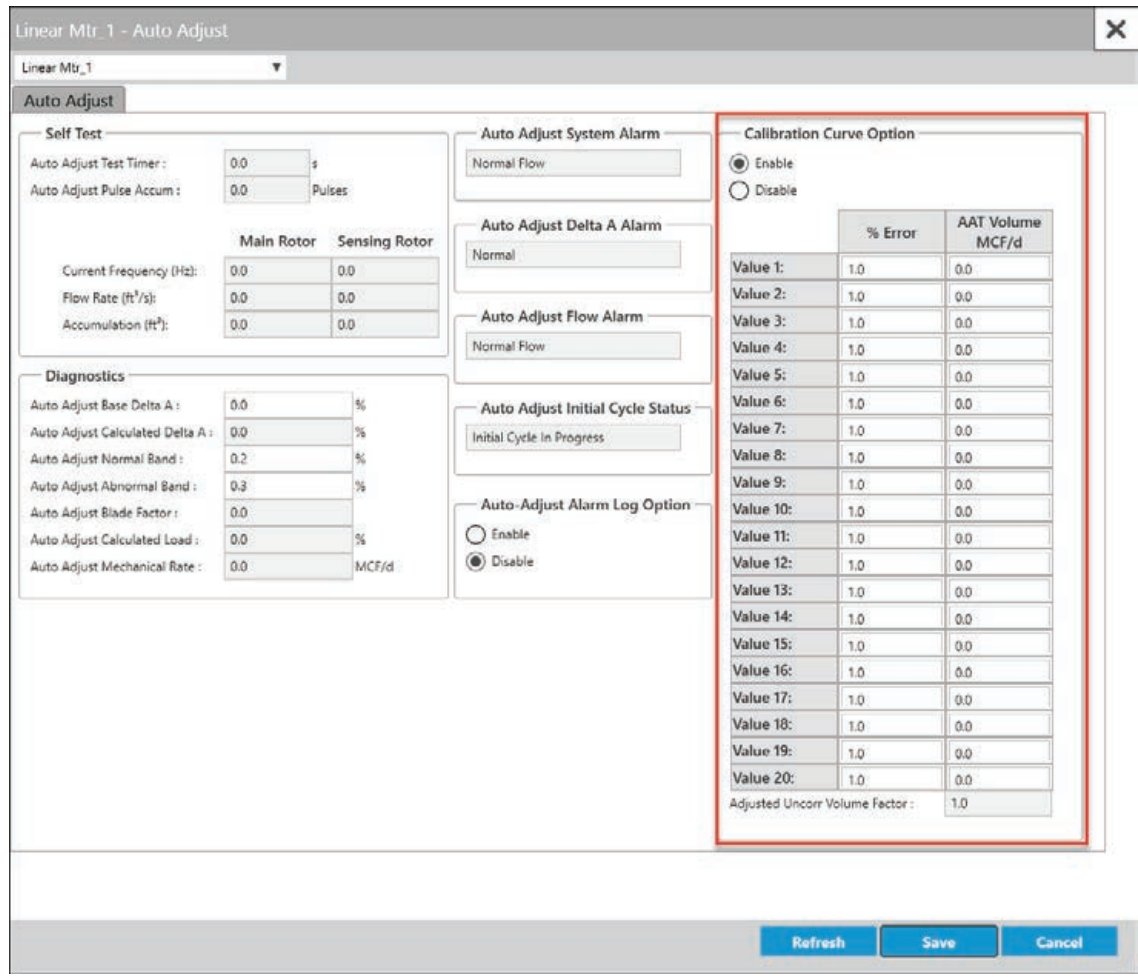 Linear Mtr_1 - Auto Adjust
Linear Mtr_1
Auto Adjust
Self Test
Auto Adjust Test Timer : 0.0 s
Auto Adjust Pulse Accum : 0.0 Pulses
Main Rotor Sensing Rotor
Current Frequency (Hz): 0.0 0.0
Flow Rate (ft³/s): 0.0 0.0
Accumulation (ft³): 0.0 0.0
Diagnostics
Auto Adjust Base Delta A : 0.0 %
Auto Adjust Calculated Delta A : 0.0 %
Auto Adjust Normal Band : 0.2 %
Auto Adjust Abnormal Band : 0.3 %
Auto Adjust Blade Factor : 0.0
Auto Adjust Calculated Load : 0.0 %
Auto Adjust Mechanical Rate : 0.0 MCF/d
Auto Adjust System Alarm
Normal Flow
Auto Adjust Delta A Alarm
Normal
Auto Adjust Flow Alarm
Normal Flow
Auto Adjust Initial Cycle Status
Initial Cycle In Progress
Auto-Adjust Alarm Log Option
Enable
Disable
Calibration Curve Option
Enable
Disable
% Error AAT Volume
MCF/d
Value 1: 1.0 0.0
Value 2: 1.0 0.0
Value 3: 1.0 0.0
Value 4: 1.0 0.0
Value 5: 1.0 0.0
Value 6: 1.0 0.0
Value 7: 1.0 0.0
Value 8: 1.0 0.0
Value 9: 1.0 0.0
Value 10: 1.0 0.0
Value 11: 1.0 0.0
Value 12: 1.0 0.0
Value 13: 1.0 0.0
Value 14: 1.0 0.0
Value 15: 1.0 0.0
Value 16: 1.0 0.0
Value 17: 1.0 0.0
Value 18: 1.0 0.0
Value 19: 1.0 0.0
Value 20: 1.0 0.0
Adjusted Uncorr Volume Factor : 1.0
Refresh Save Cancel